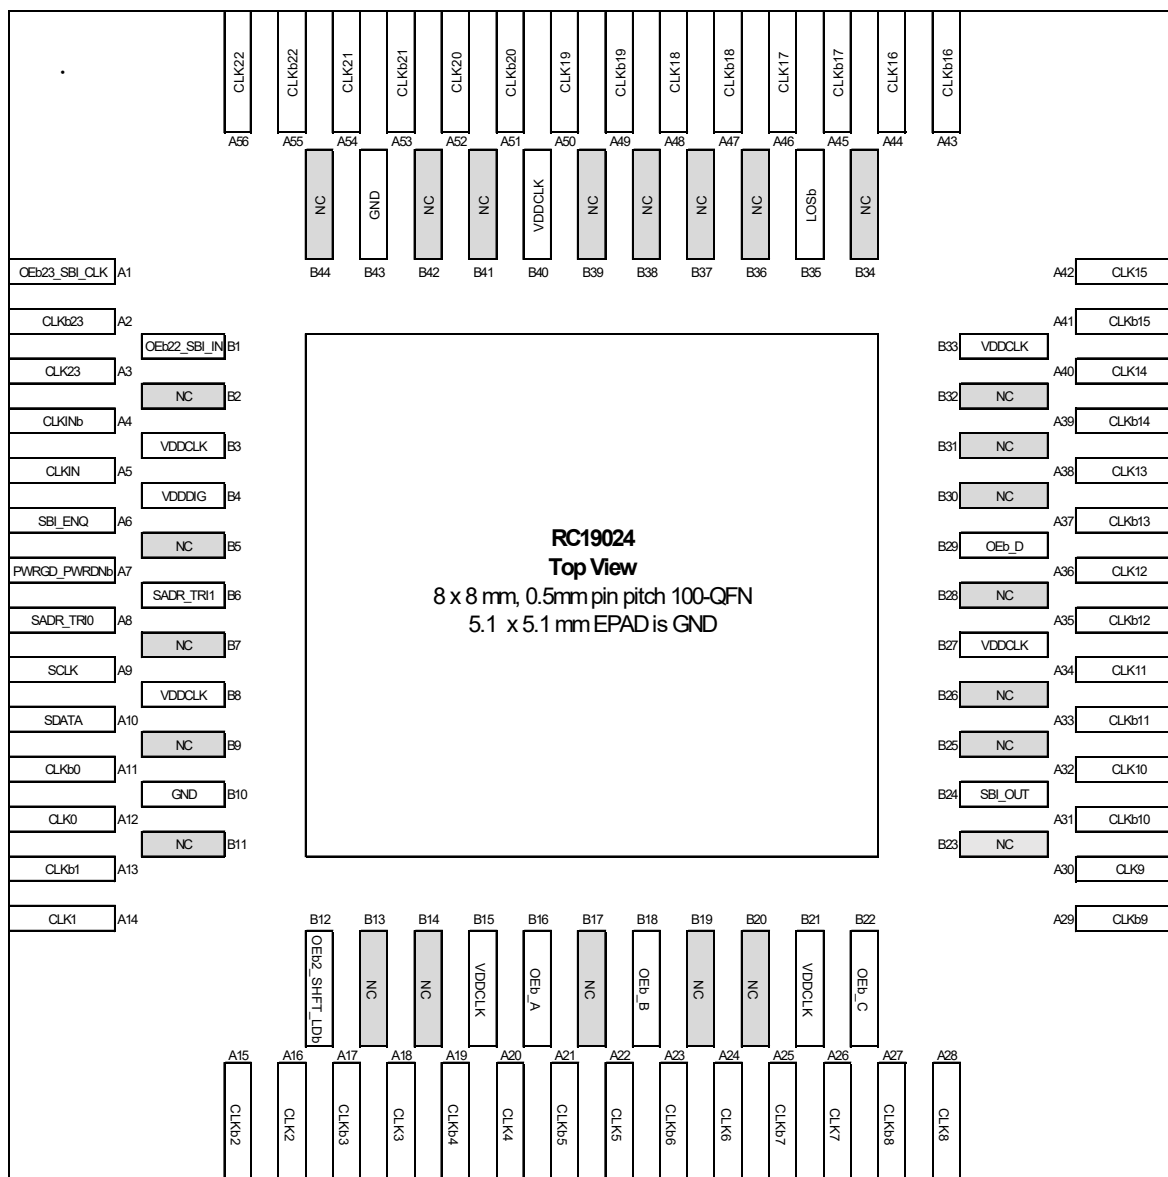 CLK22 CLKb22 CLK21 CLKb21 CLK20 CLKb20 CLK19 CLKb19 CLK18 CLKb18 CLK17 CLKb17 CLK16 CLKb16
A56 A55 A54 A53 A52 A51 A50 A49 A48 A47 A46 A45 A44 A43
NC GND NC NC VDDCLK NC NC NC NC LOSb NC
B44 B43 B42 B41 B40 B39 B38 B37 B36 B35 B34
OEb23_SBI_CLK A1 A42 CLK15
CLKb23 A2 A41 CLKb15
OEb22_SBI_IN B1 B33 VDDCLK
CLK23 A3 A40 CLK14
NC B2 B32 NC
CLKINb A4 A39 CLKb14
VDDCLK B3 B31 NC
CLKIN A5 A38 CLK13
VDDDIG B4 B30 NC
SBI_ENQ A6 A37 CLKb13
NC B5 B29 OEb_D
PWRGD_PWRDNb A7 A36 CLK12
SADR_TRI1 B6 B28 NC
SADR_TRI0 A8 A35 CLKb12
NC B7 B27 VDDCLK
SCLK A9 A34 CLK11
VDDCLK B8 B26 NC
SDATA A10 A33 CLKb11
NC B9 B25 NC
CLKb0 A11 A32 CLK10
GND B10 B24 SBI_OUT
CLK0 A12 A31 CLKb10
NC B11 B23 NC
CLKb1 A13 A30 CLK9
CLK1 A14 A29 CLKb9
RC19024
Top View
8 x 8 mm, 0.5mm pin pitch 100-QFN
5.1 x 5.1 mm EPAD is GND
B12 B13 B14 B15 B16 B17 B18 B19 B20 B21 B22
OEb2_SHFT_LDb NC NC VDDCLK OEb_A NC OEb_B NC NC VDDCLK OEb_C
A15 A16 A17 A18 A19 A20 A21 A22 A23 A24 A25 A26 A27 A28
CLKb2 CLK2 CLKb3 CLK3 CLKb4 CLK4 CLKb5 CLK5 CLKb6 CLK6 CLKb7 CLK7 CLKb8 CLK8